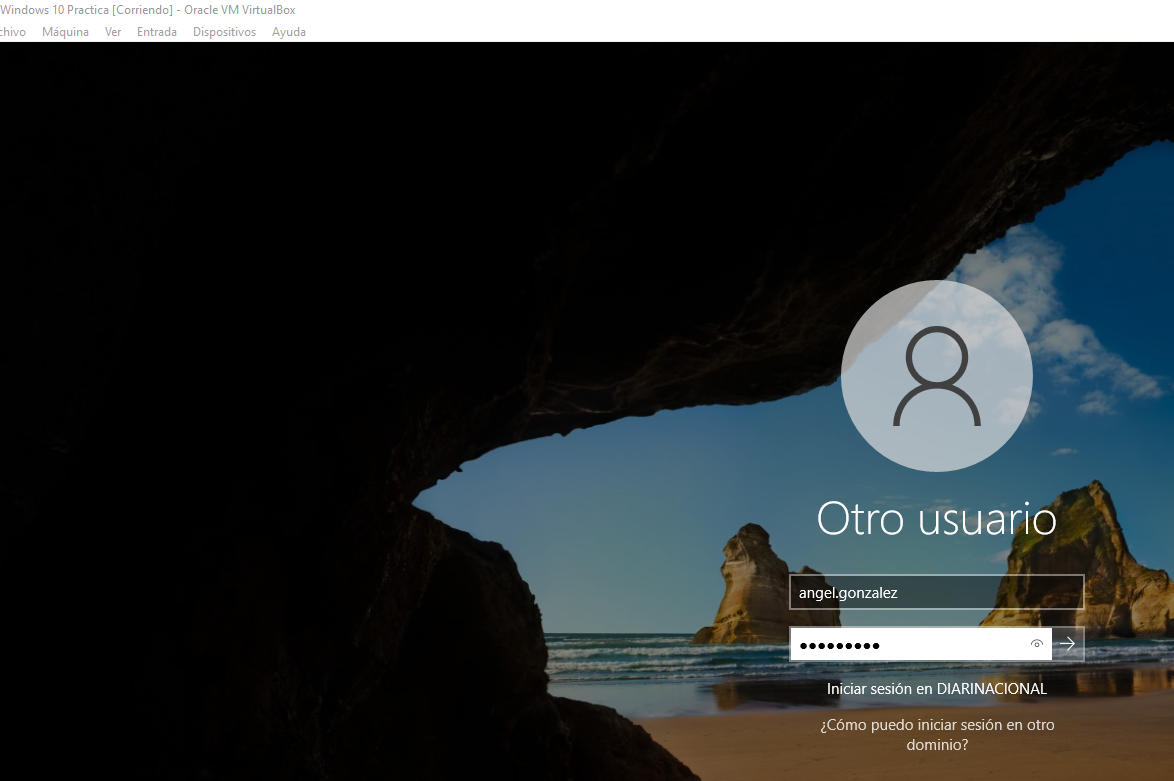 Windows 10 Practica [Corriendo] - Oracle VM VirtualBox
chivo Máquina Ver Entrada Dispositivos Ayuda
Otro usuario
angel.gonzalez
●●●●●●●●●
Iniciar sesión en DIARINACIONAL
¿Cómo puedo iniciar sesión en otro
dominio?